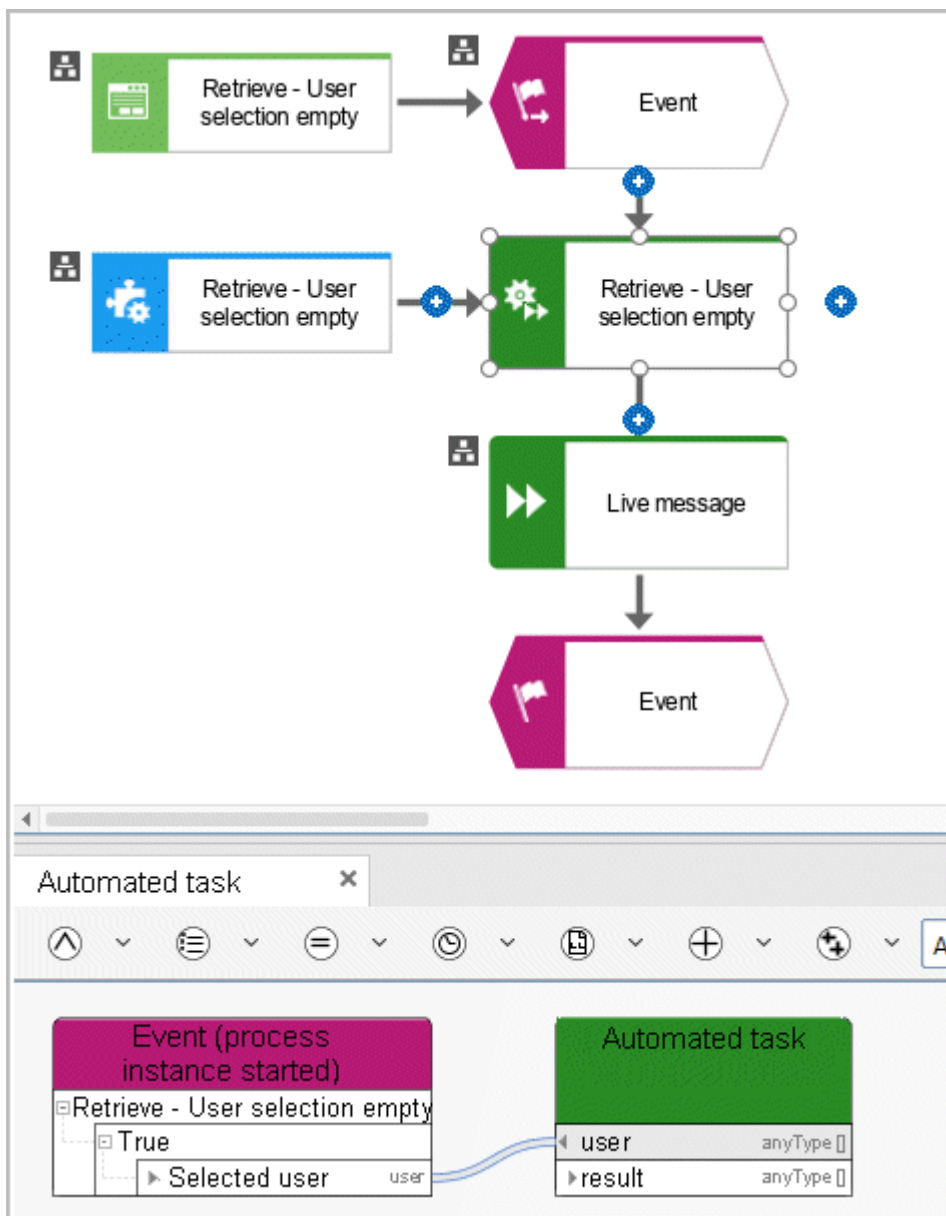 Retrieve - User
selection empty
Event
Retrieve - User
selection empty
Retrieve - User
selection empty
Live message
Event
Automated task
A
Event (process
instance started)
Retrieve - User selection empty
True
Selected user user
Automated task
user anyType []
result anyType []